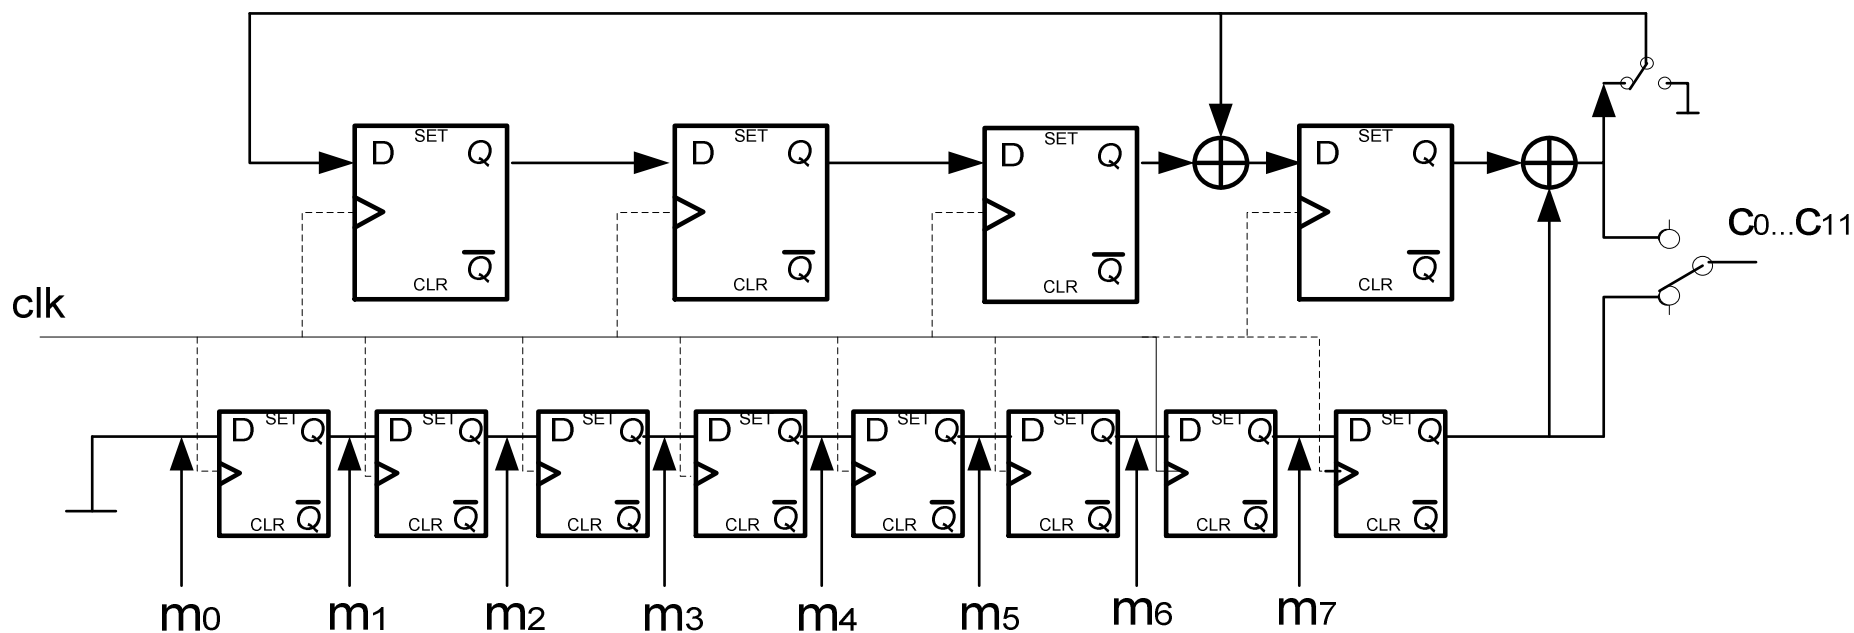 SET SET SET SET
D Q D Q D Q D Q
C0...C11
Q Q Q Q
CLR CLR CLR CLR
clk
SET SET SET SET SET SET SET SET
D Q D Q D Q D Q D Q D Q D Q D Q
CLR Q CLR Q CLR Q CLR Q CLR Q CLR Q CLR Q CLR Q
m0 m1 m2 m3 m4 m5 m6 m7